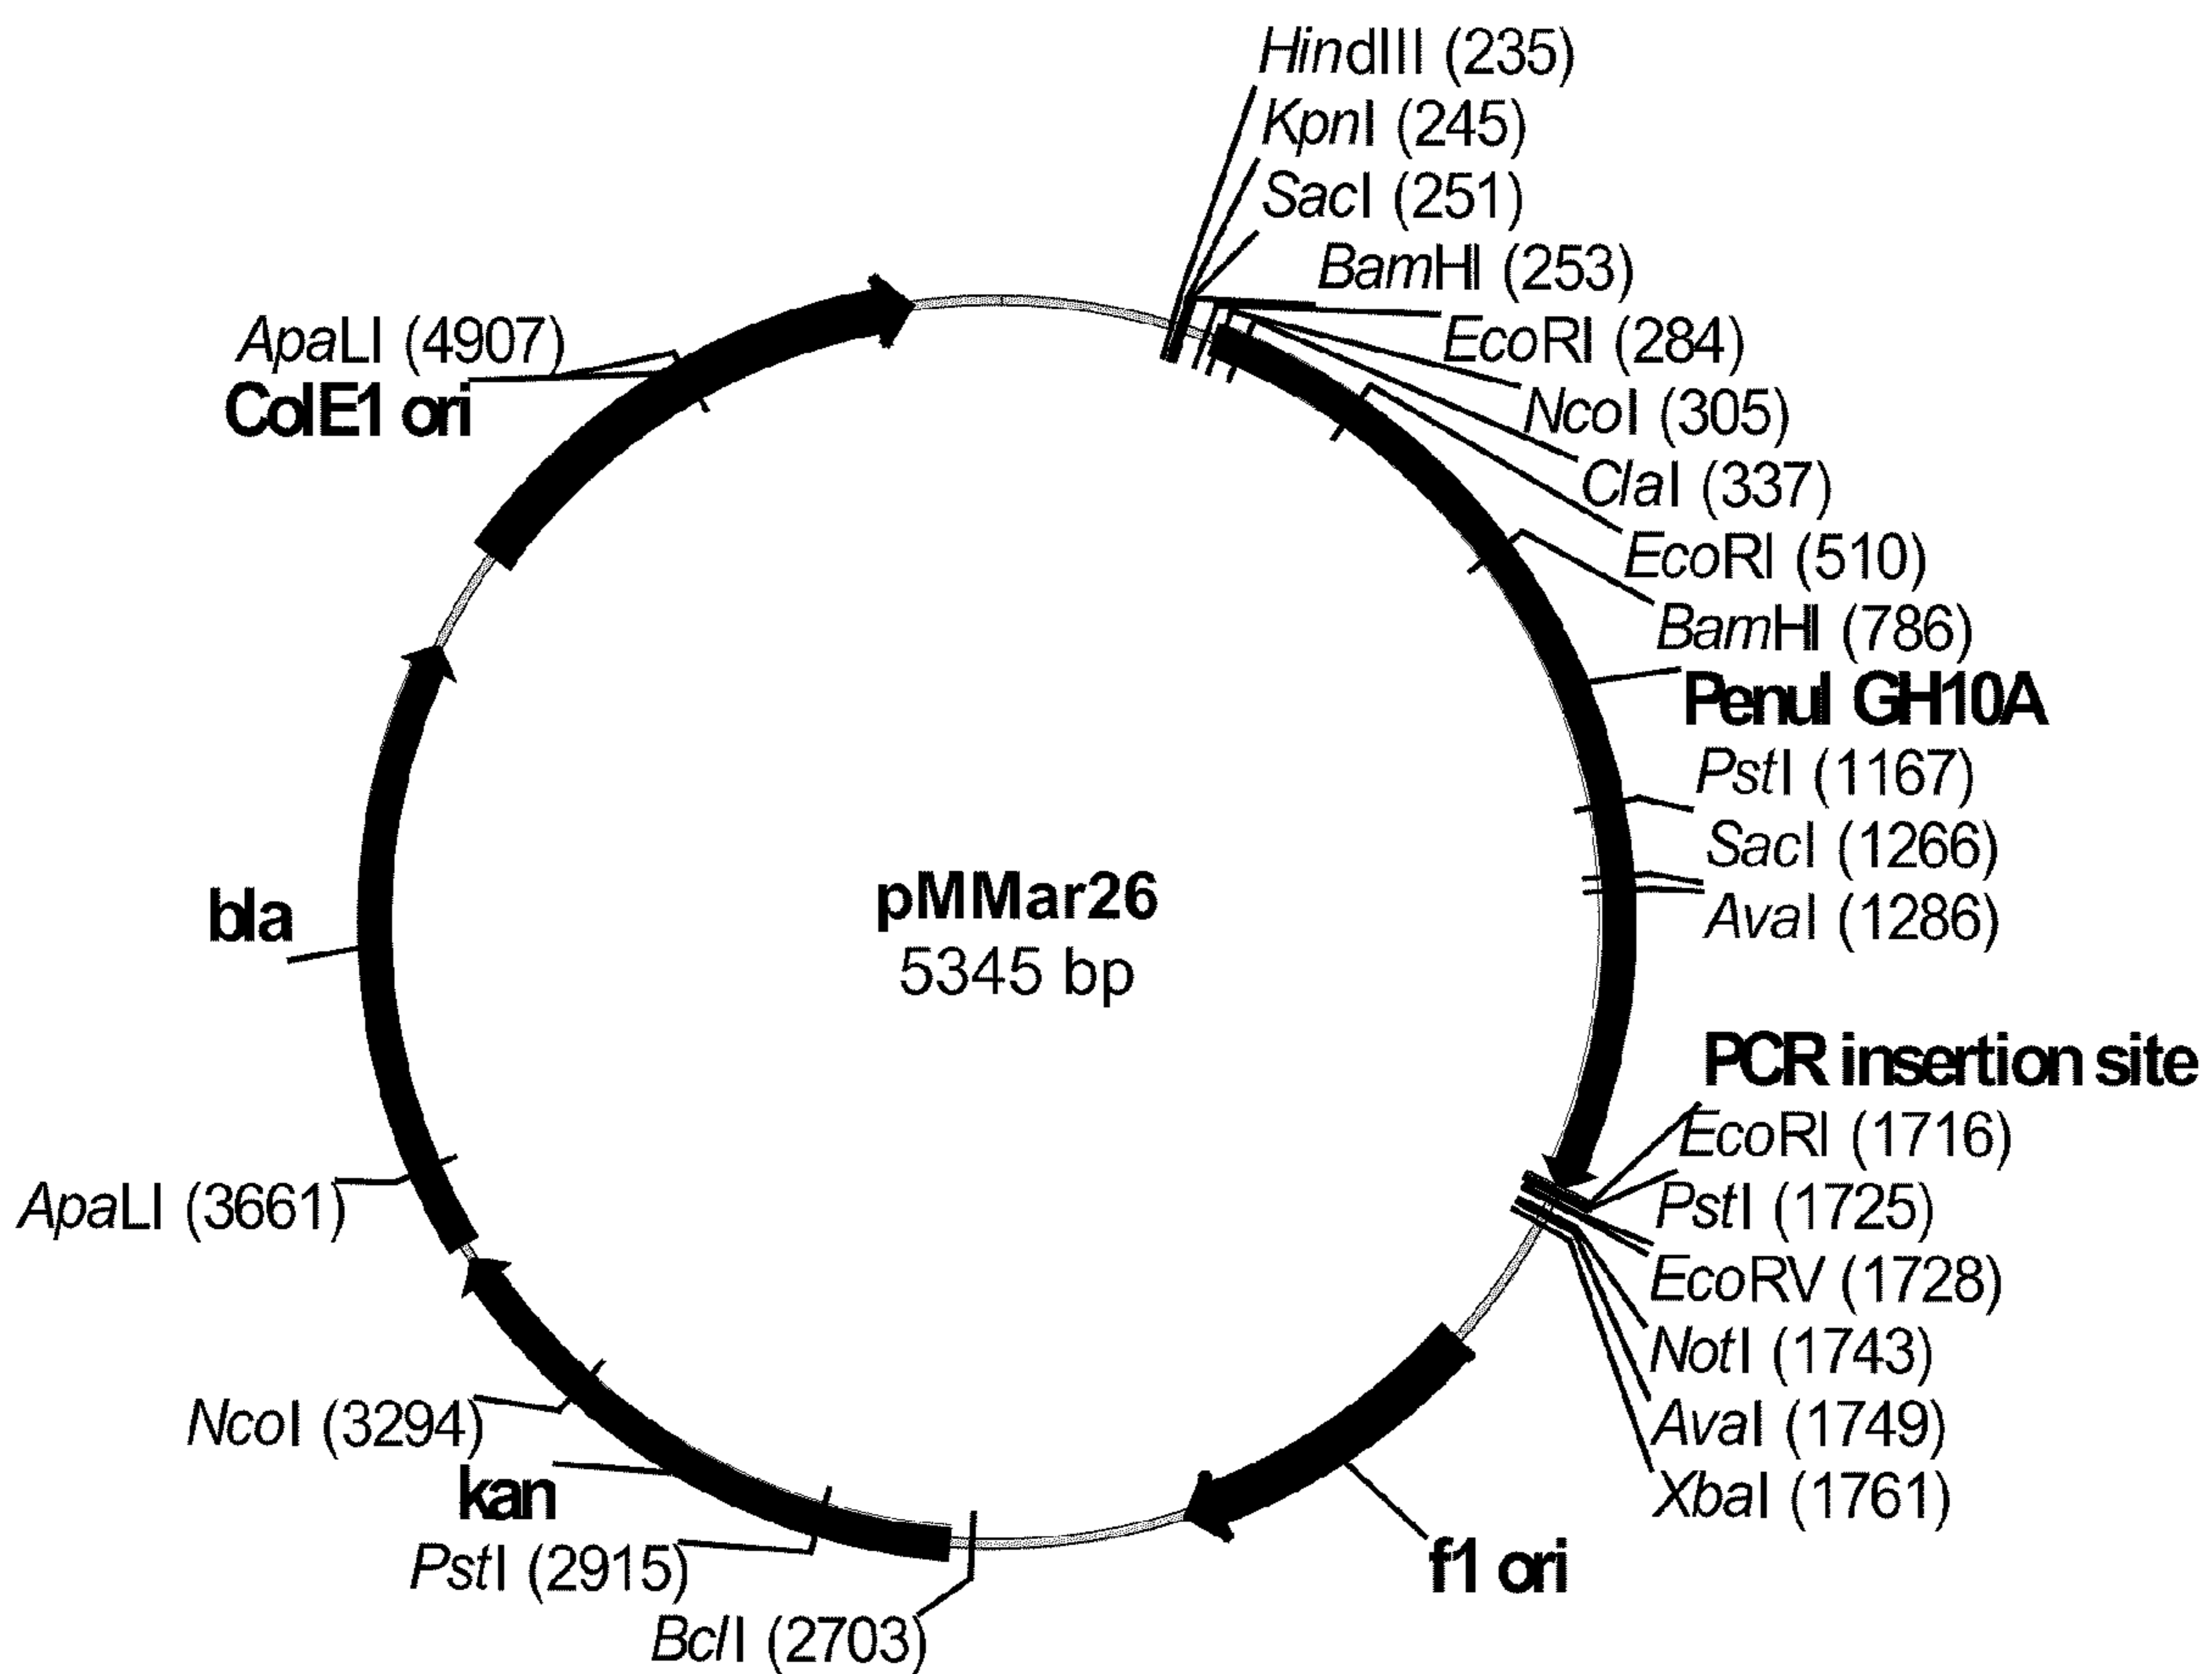 HindIII (235)
KpnI (245)
SacI (251)
BamHI (253)
EcoRI (284)
NcoI (305)
ClaI (337)
EcoRI (510)
BamHI (786)
Penul GH10A
PstI (1167)
SacI (1266)
AvaI (1286)
PCR insertion site
EcoRI (1716)
PstI (1725)
EcoRV (1728)
NotI (1743)
AvaI (1749)
XbaI (1761)
f1 ori
BclI (2703)
PstI (2915)
kan
NcoI (3294)
ApaLI (3661)
bla
ColE1 ori
ApaLI (4907)
pMMar26
5345 bp